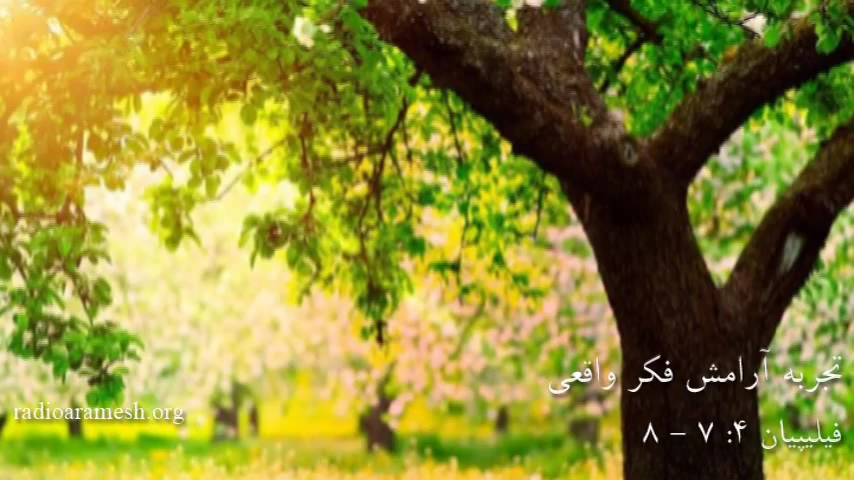 تجربه آرامش فکر واقعی
radioaramesh.org
فیلیپیان ۴: ۷ – ۸